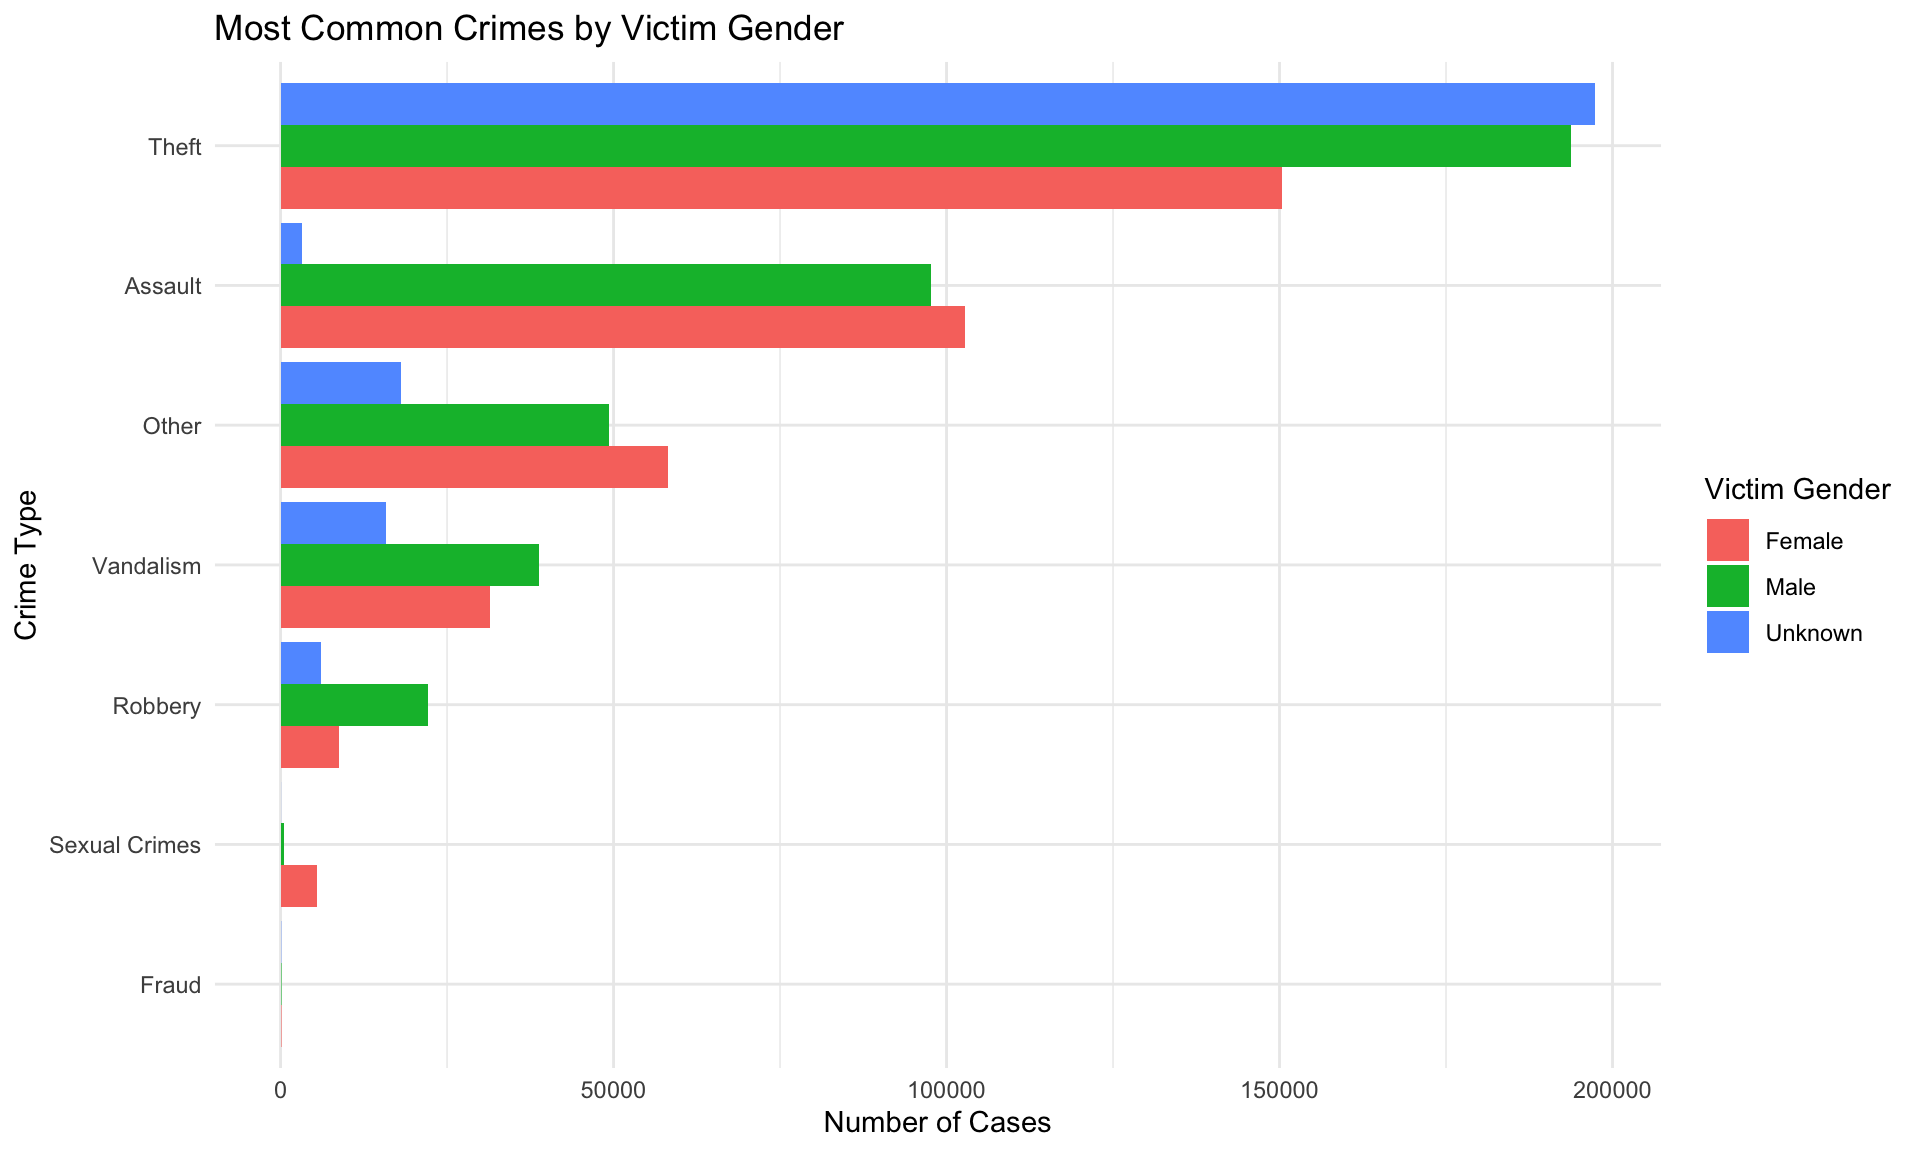 Most Common Crimes by Victim Gender
Crime Type
Theft
Assault
Other
Vandalism
Robbery
Sexual Crimes
Fraud
0 50000 100000 150000 200000
Number of Cases
Victim Gender
Female
Male
Unknown